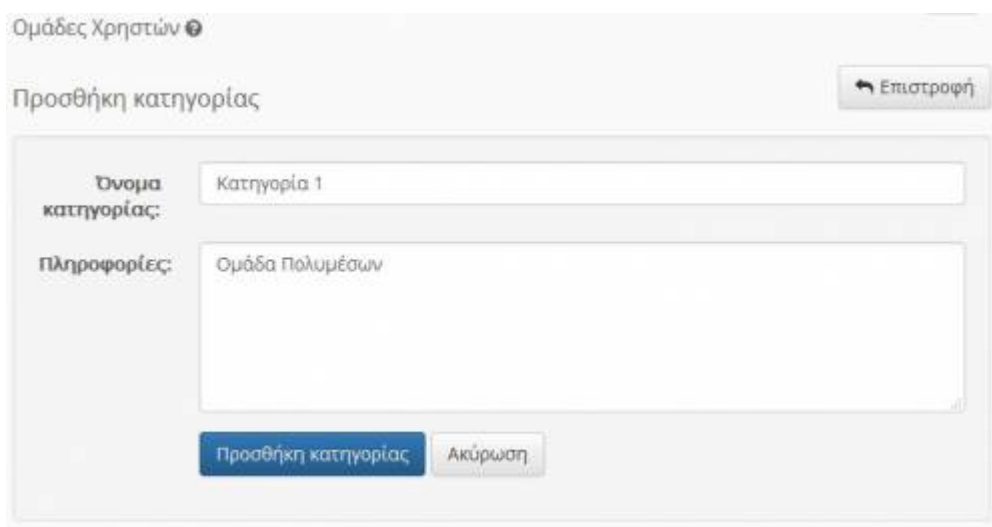 Ομάδες Χρηστών
Προσθήκη κατηγορίας
Επιστροφή
Όνομα
κατηγορίας:
Κατηγορία 1
Πληροφορίες:
Ομάδα Πολυμέσων
Προσθήκη κατηγορίας
Ακύρωση